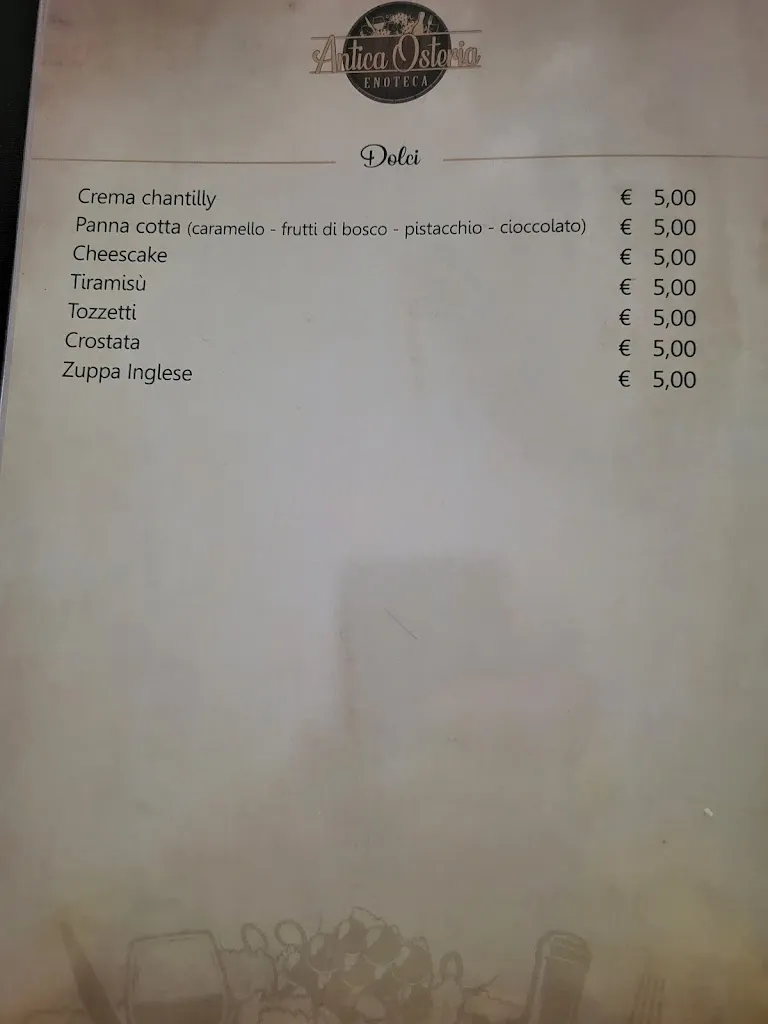 Antica Osteria
ENOTECA
Dolci
Crema chantilly € 5,00
Panna cotta (caramello - frutti di bosco - pistacchio - cioccolato) € 5,00
Cheescake € 5,00
Tiramisù € 5,00
Tozzetti € 5,00
Crostata € 5,00
Zuppa Inglese € 5,00